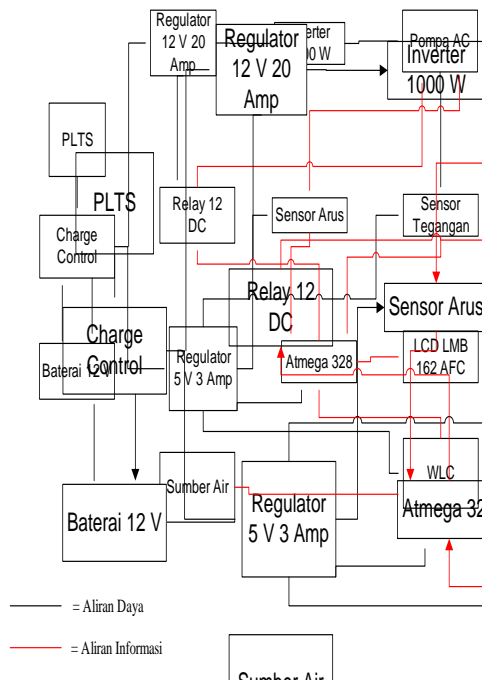 Regulator
12 V 20
Amp
Regulator
12 V 20
Amp
Pompa AC
Inverter
1000 W
PLTS
PLTS
Relay 12
DC
Sensor Arus
Sensor
Tegangan
Charge
Control
Relay 12
DC
Sensor Arus
Charge
Control
Baterai 12 V
Regulator
5 V 3 Amp
Atmega 328
LCD LMB
162 AFC
WLC
Sumber Air
Baterai 12 V
Regulator
5 V 3 Amp
Atmega 32
= Aliran Daya
= Aliran Informasi
Sumber Air